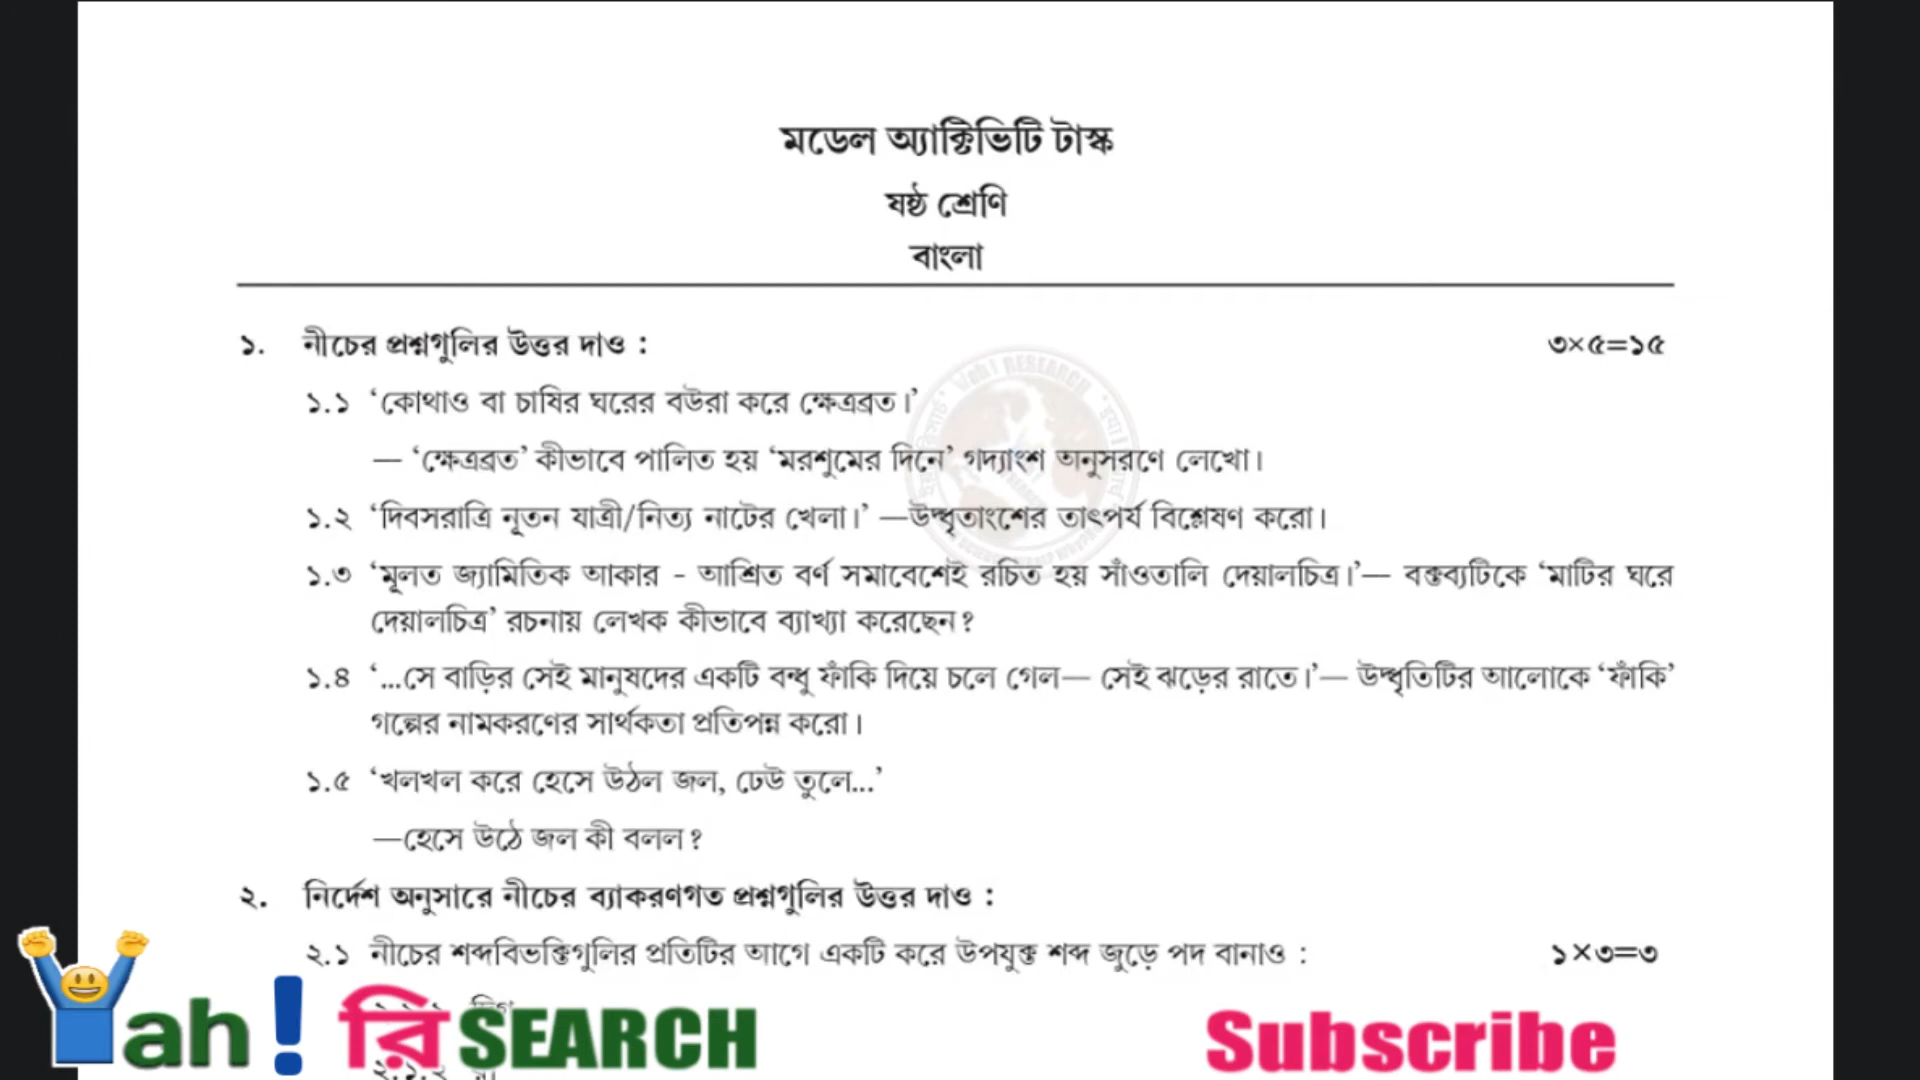 মডেল অ্যাক্টিভিটি টাস্ক
ষষ্ঠ শ্রেণি
বাংলা
১. নীচের প্রশ্নগুলির উত্তর দাও : ৩×৫=১৫
১.১ ‘কোথাও বা চাষির ঘরের বউরা করে ক্ষেত্রব্রত।’
— ‘ক্ষেত্রব্রত’ কীভাবে পালিত হয় ‘মরশুমের দিনে’ গদ্যাংশ অনুসরণে লেখো।
১.২ ‘দিবসরাত্রি নূতন যাত্রী/নিত্য নাটের খেলা।’ —উদ্ধৃতাংশের তাৎপর্য বিশ্লেষণ করো।
১.৩ ‘মূলত জ্যামিতিক আকার - আশ্রিত বর্ণ সমাবেশেই রচিত হয় সাঁওতালি দেয়ালচিত্র।’— বক্তব্যটিকে ‘মাটির ঘরে
দেয়ালচিত্র’ রচনায় লেখক কীভাবে ব্যাখ্যা করেছেন?
১.৪ ‘...সে বাড়ির সেই মানুষদের একটি বন্ধু ফাঁকি দিয়ে চলে গেল— সেই ঝড়ের রাতে।’— উদ্ধৃতিটির আলোকে ‘ফাঁকি’
গল্পের নামকরণের সার্থকতা প্রতিপন্ন করো।
১.৫ ‘খলখল করে হেসে উঠল জল, ঢেউ তুলে...’
—হেসে উঠে জল কী বলল?
২. নির্দেশ অনুসারে নীচের ব্যাকরণগত প্রশ্নগুলির উত্তর দাও :
২.১ নীচের শব্দবিভক্তিগুলির প্রতিটির আগে একটি করে উপযুক্ত শব্দ জুড়ে পদ বানাও : ১×৩=৩
Yah! রি SEARCH
Subscribe